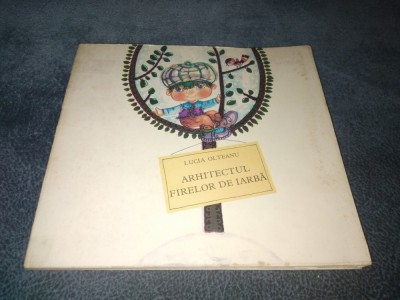 LUCIA OLTEANU
ARHITECTUL
FIRELOR DE IARBĂ